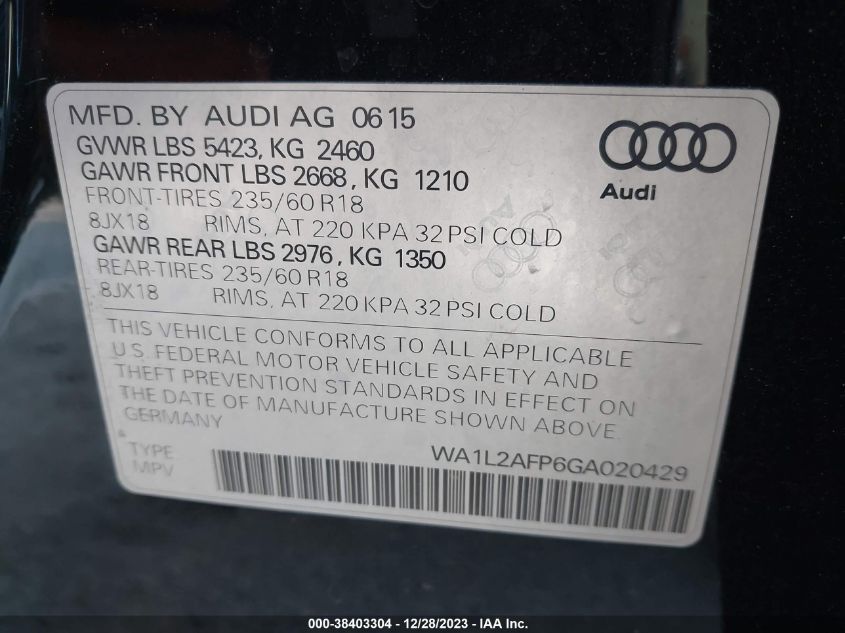 MFD. BY AUDI AG 06 15
GVWR LBS 5423, KG 2460
GAWR FRONT LBS 2668, KG 1210
FRONT-TIRES 235/60 R18
8JX18 RIMS, AT 220 KPA 32 PSI COLD
GAWR REAR LBS 2976, KG 1350
REAR-TIRES 235/60 R18
8JX18 RIMS, AT 220 KPA 32 PSI COLD
Audi
THIS VEHICLE CONFORMS TO ALL APPLICABLE
U.S. FEDERAL MOTOR VEHICLE SAFETY AND
THEFT PREVENTION STANDARDS IN EFFECT ON
THE DATE OF MANUFACTURE SHOWN ABOVE.
GERMANY
TYPE
MPV
WA1L2AFP6GA020429
000-38403304 - 12/28/2023 - IAA Inc.